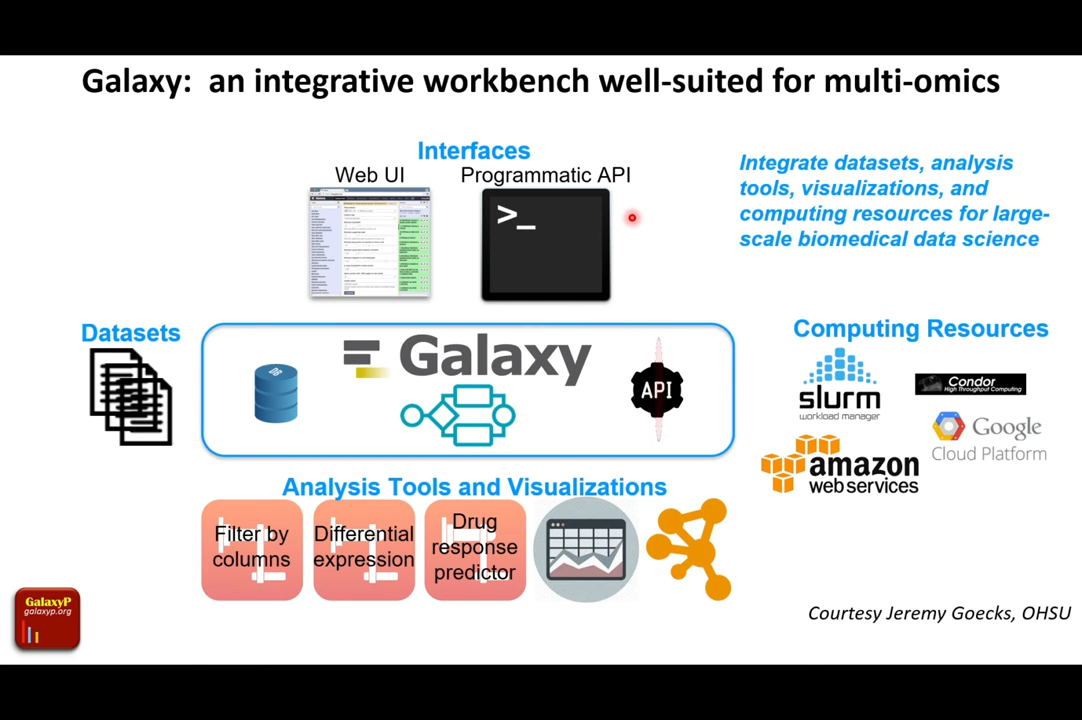 Galaxy:  an integrative workbench well-suited for multi-omics
Interfaces
Web UI
Programmatic API
>_
Integrate datasets, analysis
tools, visualizations, and
computing resources for large-
scale biomedical data science
Datasets
Galaxy
API
Computing Resources
slurm
workload manager
Condor
High Throughput Computing
Google
Cloud Platform
amazon
web services
Analysis Tools and Visualizations
Filter by
columns
Differential
expression
Drug
response
predictor
GalaxyP
galaxyp.org
Courtesy Jeremy Goecks, OHSU